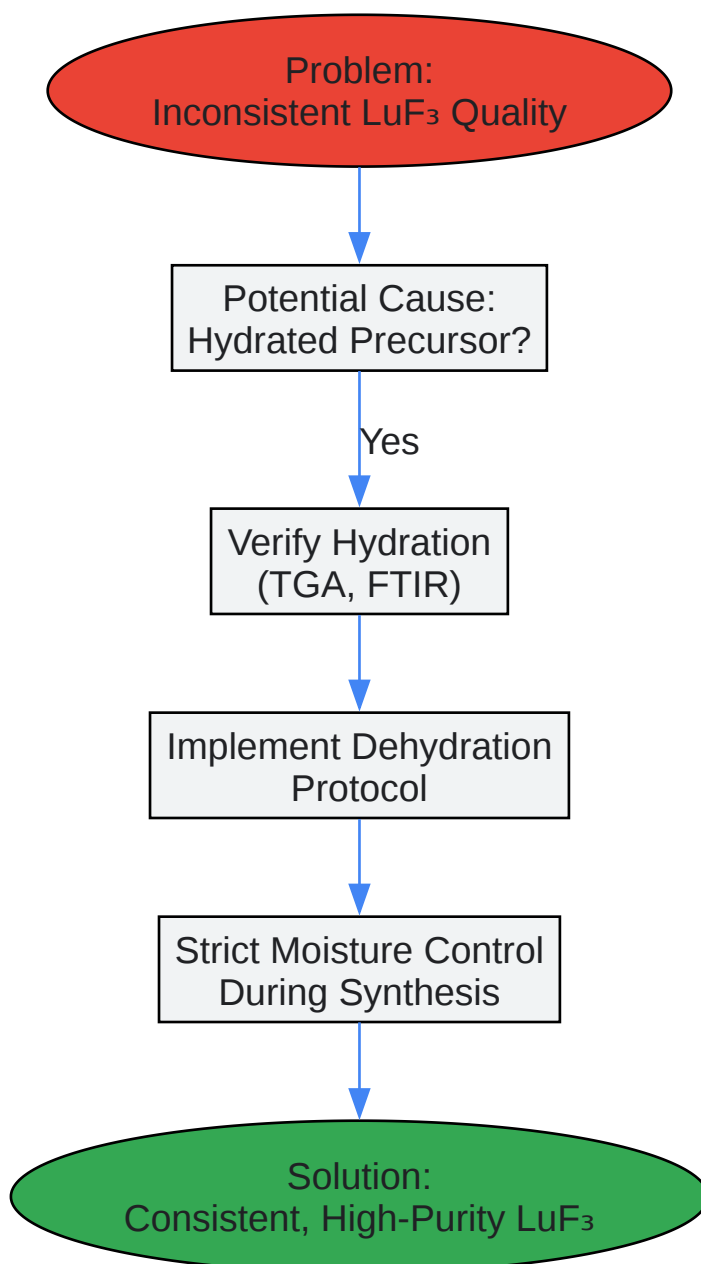 Problem:
Inconsistent LuF₃ Quality
Potential Cause:
Hydrated Precursor?
Yes
Verify Hydration
(TGA, FTIR)
Implement Dehydration
Protocol
Strict Moisture Control
During Synthesis
Solution:
Consistent, High-Purity LuF₃